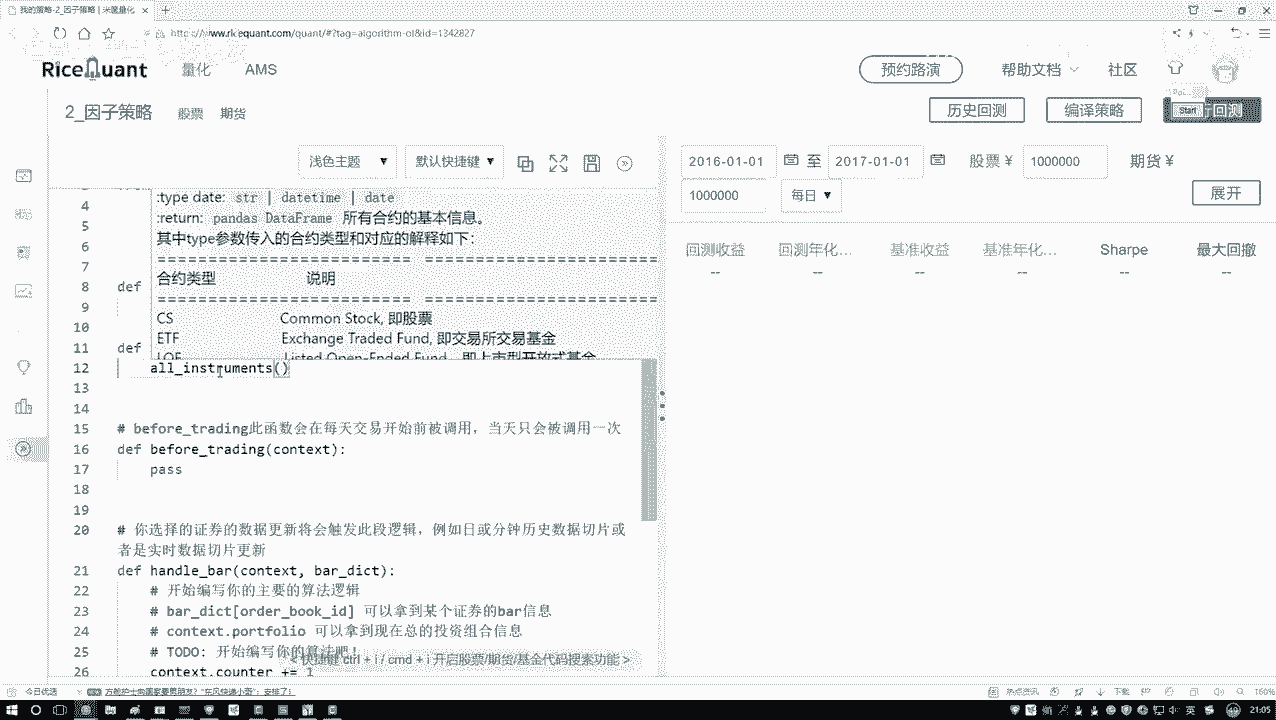 我的策略-2_因子策略 | 米筐量化
https://www.ricequant.com/quant/#?tag=algorithm-ol&id=1342827
RiceQuant 量化 AMS 预约路演 帮助文档 社区
2_因子策略 股票 期货 历史回测 编译策略 Start 回测
浅色主题 默认快捷键
2016-01-01 至 2017-01-01 股票 ¥ 1000000 期货 ¥
1000000 每日 展开
回测收益 回测年化... 基准收益 基准年化... Sharpe 最大回撤
-- -- -- -- -- --
4 :type date: str | datetime | date
5 :return: pandas DataFrame 所有合约的基本信息。
6 其中type参数传入的合约类型和对应的解释如下:
7 ========================= =========================
合约类型 说明
8 def
9 ========================= =========================
CS Common Stock, 即股票
10 ETF Exchange Traded Fund, 即交易所交易基金
11 def LOF Listed Open-Ended Fund, 即上市型开放式基金
12 all_instruments()
13
14
15 # before_trading此函数会在每天交易开始前被调用，当天只会被调用一次
16 def before_trading(context):
17 pass
18
19
20 # 你选择的证券的数据更新将会触发此段逻辑，例如日或分钟历史数据切片或
者是实时数据切片更新
21 def handle_bar(context, bar_dict):
22 # 开始编写你的主要的算法逻辑
23 # bar_dict[order_book_id] 可以拿到某个证券的bar信息
24 # context.portfolio 可以拿到现在总的投资组合信息
25 # TODO: 开始编写你的算法吧!
< 快捷键 ctrl + i / cmd + i 开启股票/期货/基金代码搜索功能 >
26 context.counter += 1
今日优选 热点资讯 下载 160%
英 21:05